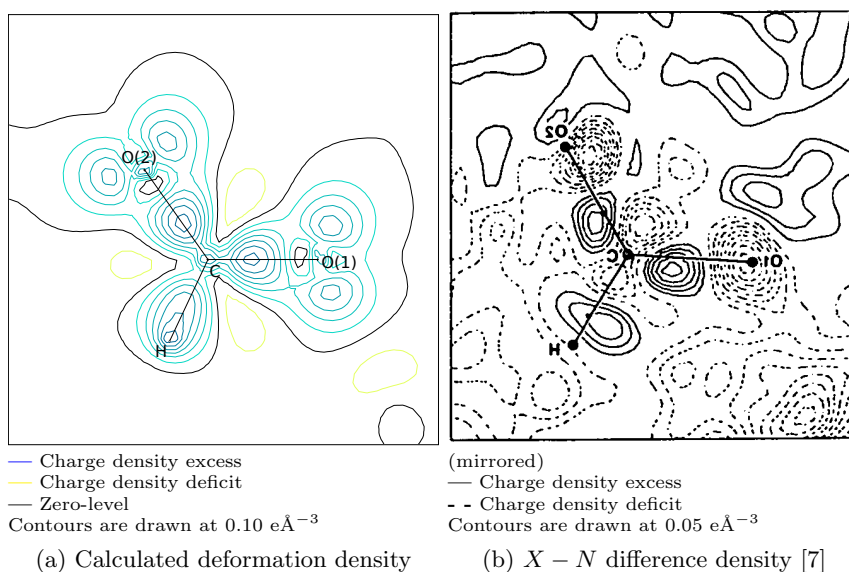 O(2)
O(1)
C
H
O2
C
O1
H
Charge density excess
Charge density deficit
Zero-level
Contours are drawn at 0.10 eÅ⁻³
(a) Calculated deformation density
(mirrored)
Charge density excess
Charge density deficit
Contours are drawn at 0.05 eÅ⁻³
(b) X − N difference density [7]